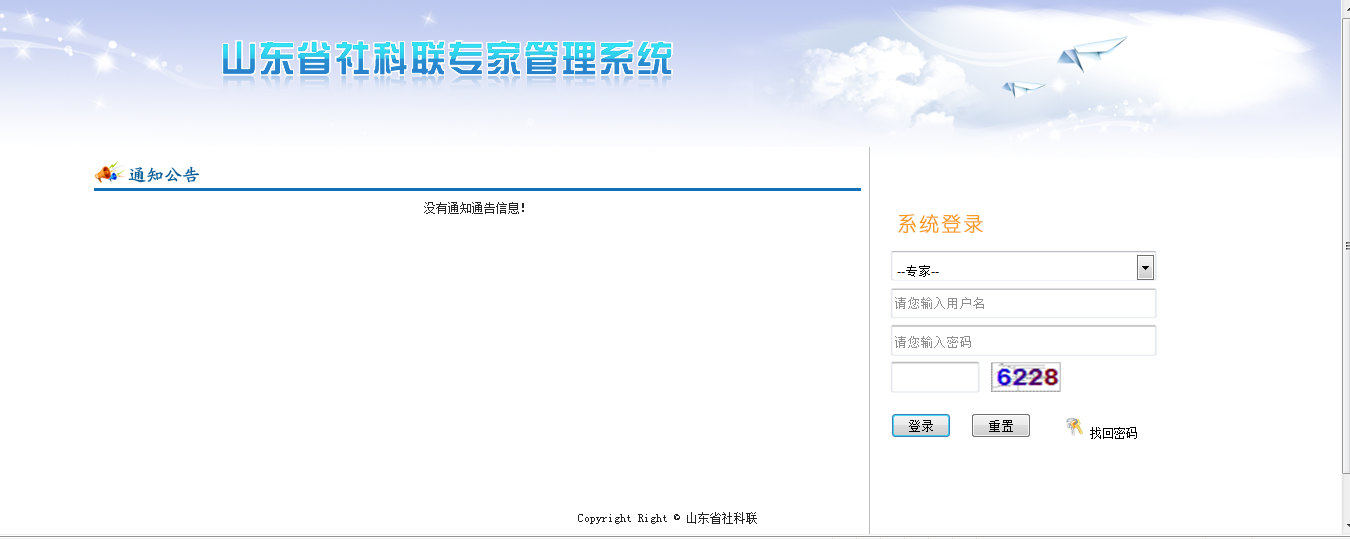 山东省社科联专家管理系统
通知公告
没有通知通告信息!
系统登录
--专家--
请您输入用户名
请您输入密码
6228
登录 重置 找回密码
Copyright Right © 山东省社科联